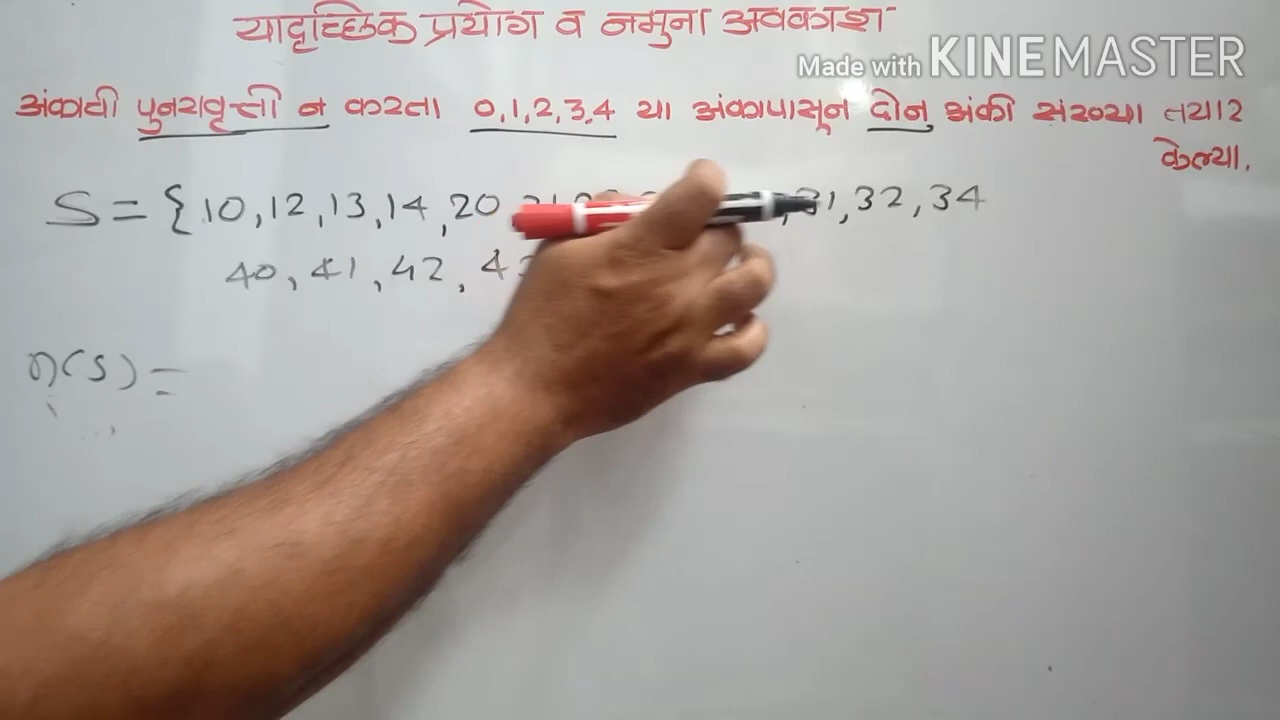 यादृच्छिक प्रयोग व नमुना अवकाश
Made with KINEMASTER
अंकाची पुनरावृत्ती न करता 0,1,2,3,4 या अंकापासून दोन अंकी संख्या तयार
केल्या.
S = {10,12,13,14,20, 31,32,34
40, 41, 42,
n(S) =